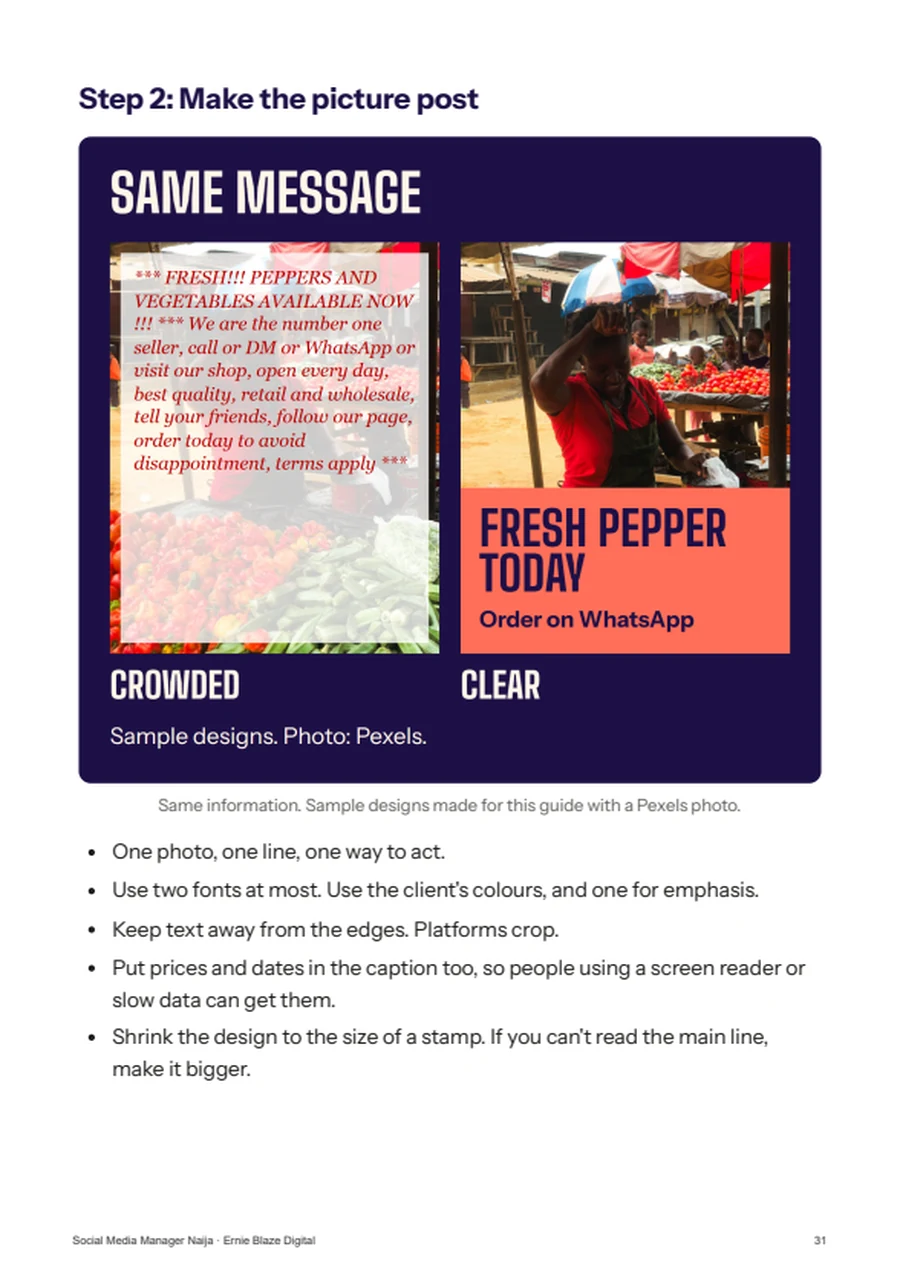 Step 2: Make the picture post
SAME MESSAGE
*** FRESH!!! PEPPERS AND
VEGETABLES AVAILABLE NOW
!!! *** We are the number one
seller, call or DM or WhatsApp or
visit our shop, open every day,
best quality, retail and wholesale,
tell your friends, follow our page,
order today to avoid
disappointment, terms apply ***
FRESH PEPPER
TODAY
Order on WhatsApp
CROWDED
CLEAR
Sample designs. Photo: Pexels.
Same information. Sample designs made for this guide with a Pexels photo.
• One photo, one line, one way to act.
• Use two fonts at most. Use the client's colours, and one for emphasis.
• Keep text away from the edges. Platforms crop.
• Put prices and dates in the caption too, so people using a screen reader or
slow data can get them.
• Shrink the design to the size of a stamp. If you can't read the main line,
make it bigger.
Social Media Manager Naija · Ernie Blaze Digital
31